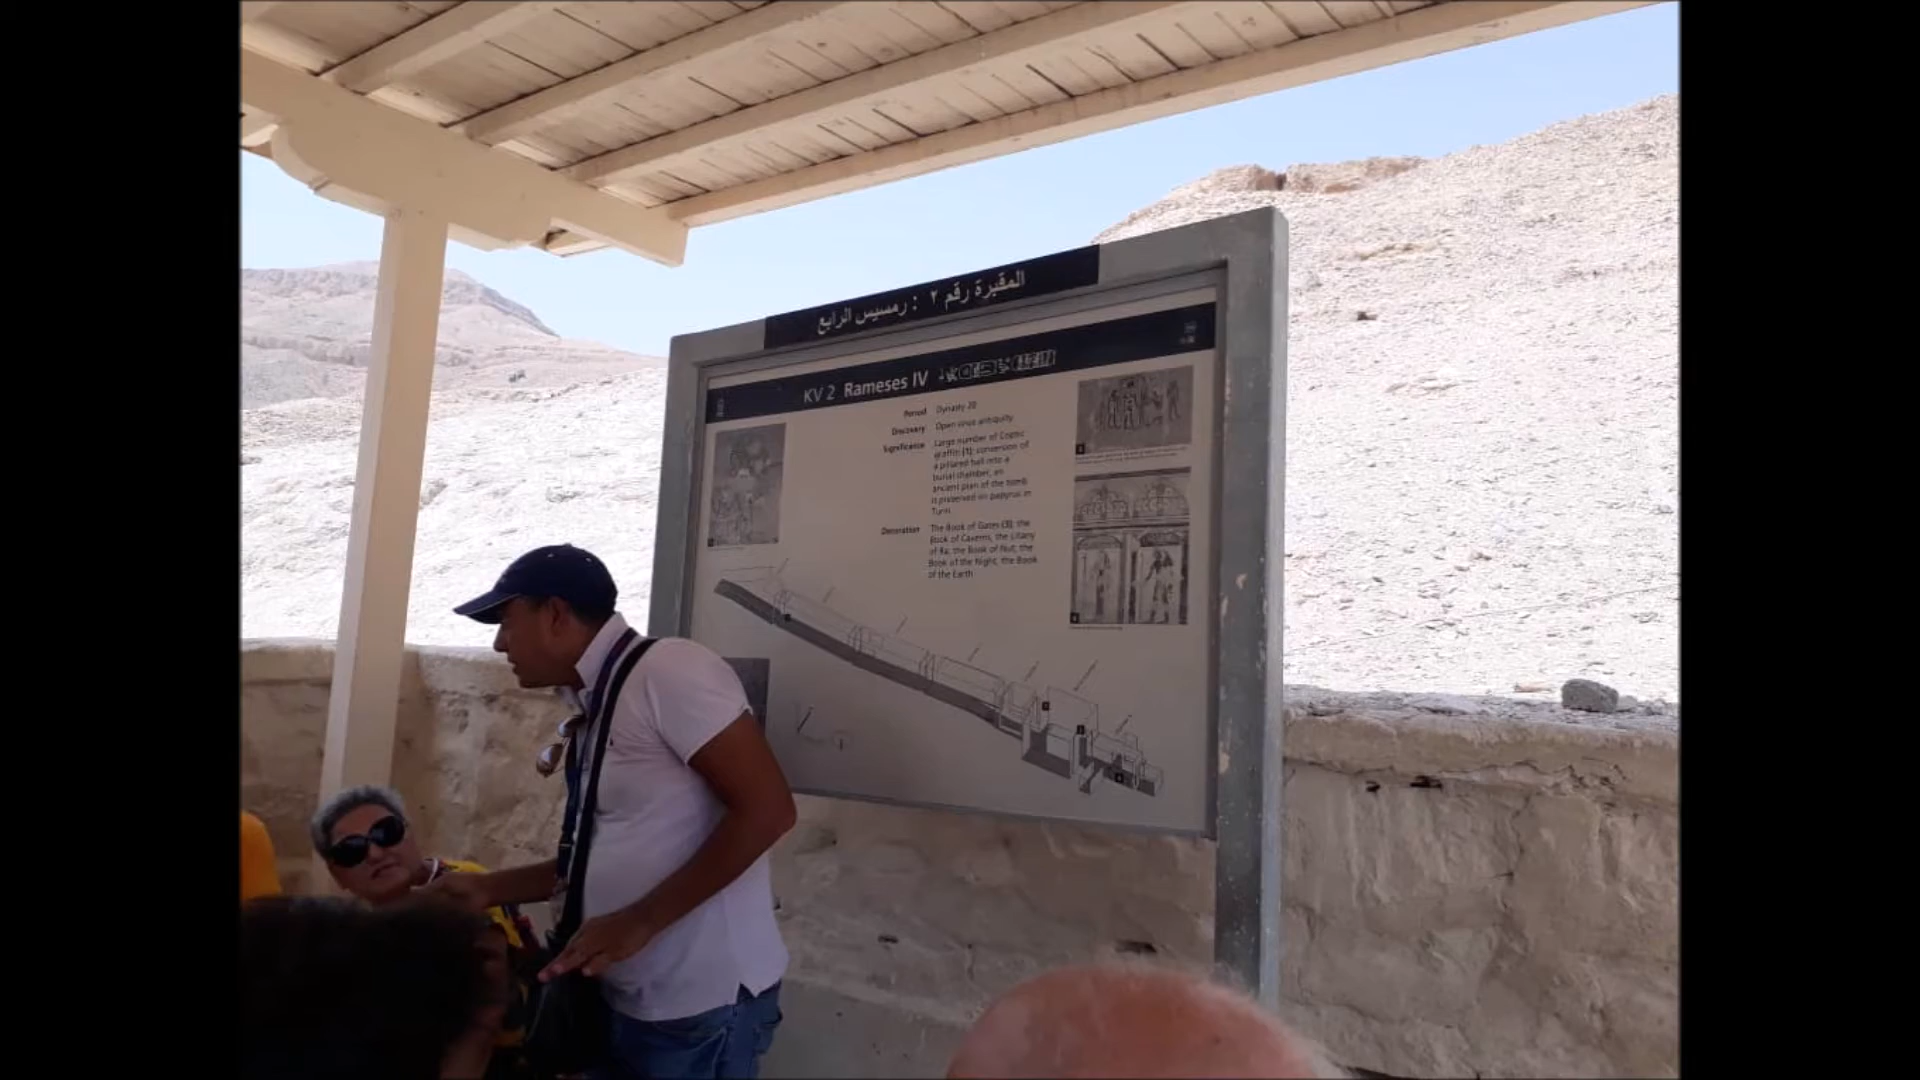 المقبرة رقم ٢ : رمسيس الرابع
KV 2 Rameses IV
Period Dynasty 20
Discovery Open since antiquity
Significance Large number of Coptic
graffiti (1); conversion of
a pillared hall into a
burial chamber; an
ancient plan of the tomb
is preserved on papyrus in
Turin.
Decoration The Book of Gates (3); the
Book of Caverns, the Litany
of Ra, the Book of Nut, the
Book of the Night, the Book
of the Earth